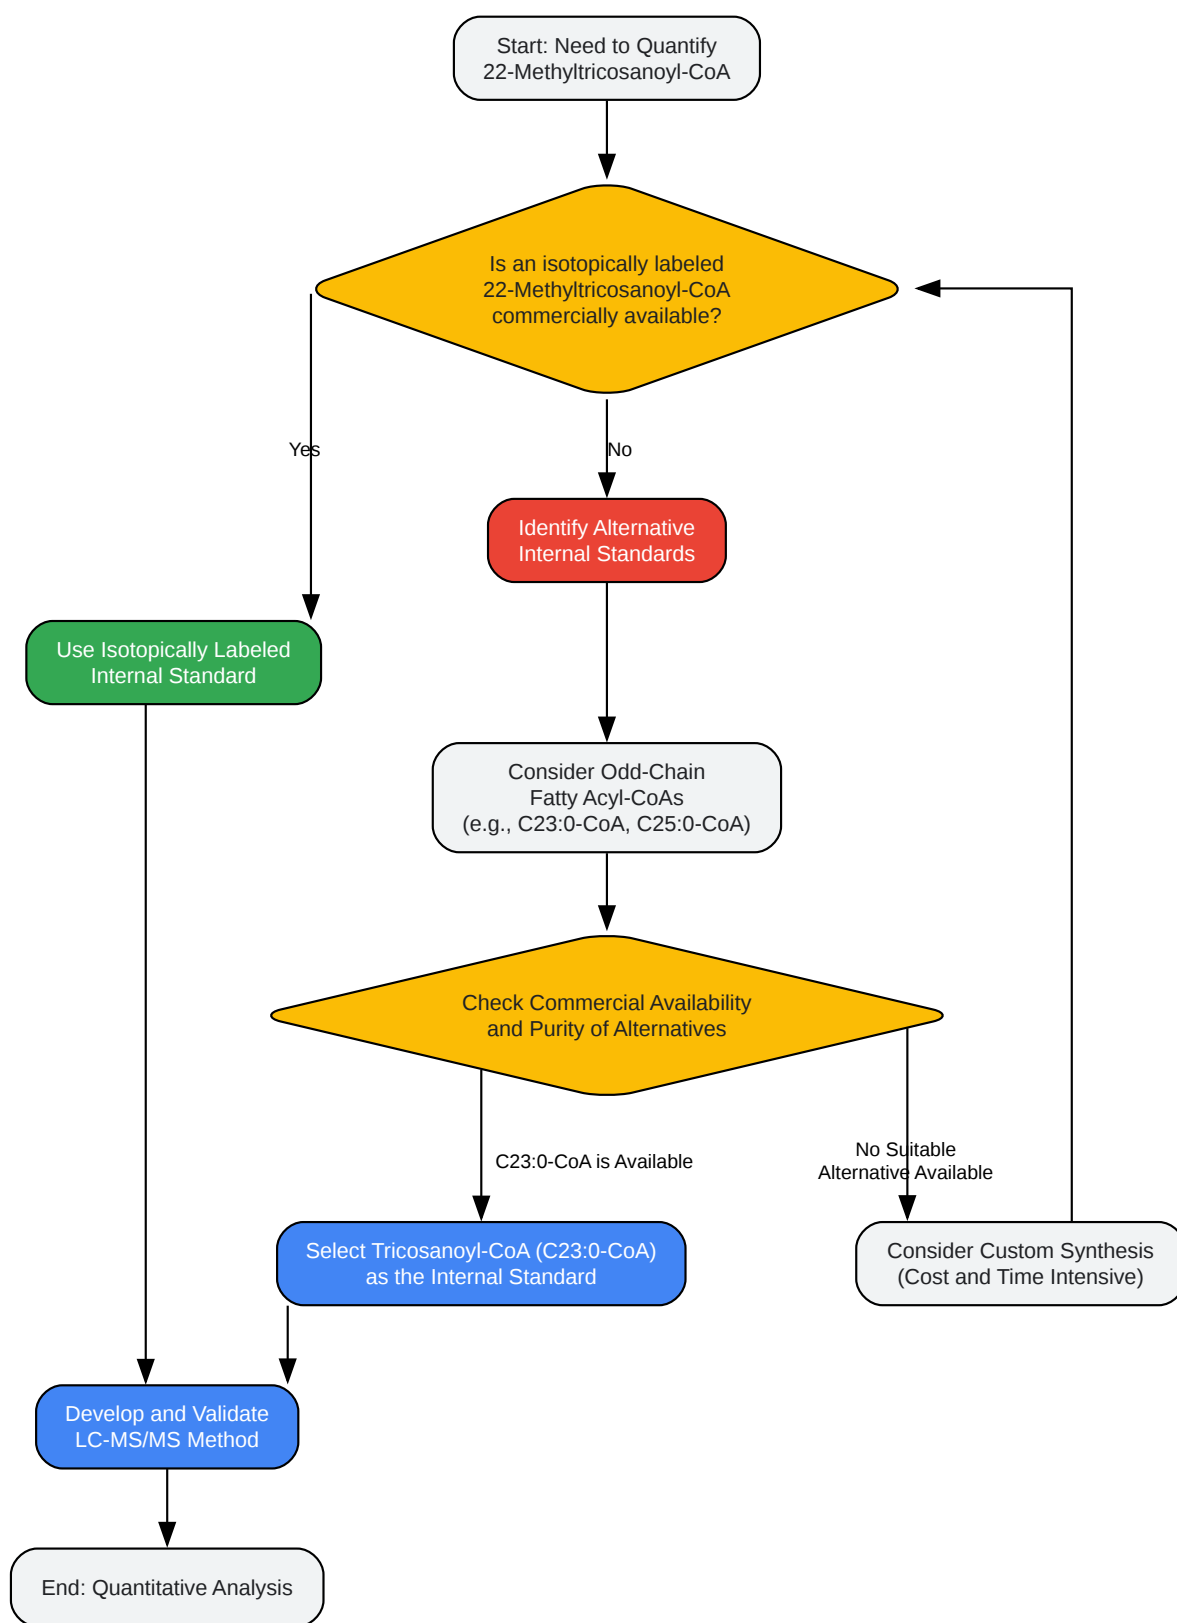 Start: Need to Quantify
22-Methyltricosanoyl-CoA
Is an isotopically labeled
22-Methyltricosanoyl-CoA
commercially available?
Yes
No
Identify Alternative
Internal Standards
Use Isotopically Labeled
Internal Standard
Consider Odd-Chain
Fatty Acyl-CoAs
(e.g., C23:0-CoA, C25:0-CoA)
Check Commercial Availability
and Purity of Alternatives
C23:0-CoA is Available
No Suitable
Alternative Available
Select Tricosanoyl-CoA (C23:0-CoA)
as the Internal Standard
Consider Custom Synthesis
(Cost and Time Intensive)
Develop and Validate
LC-MS/MS Method
End: Quantitative Analysis